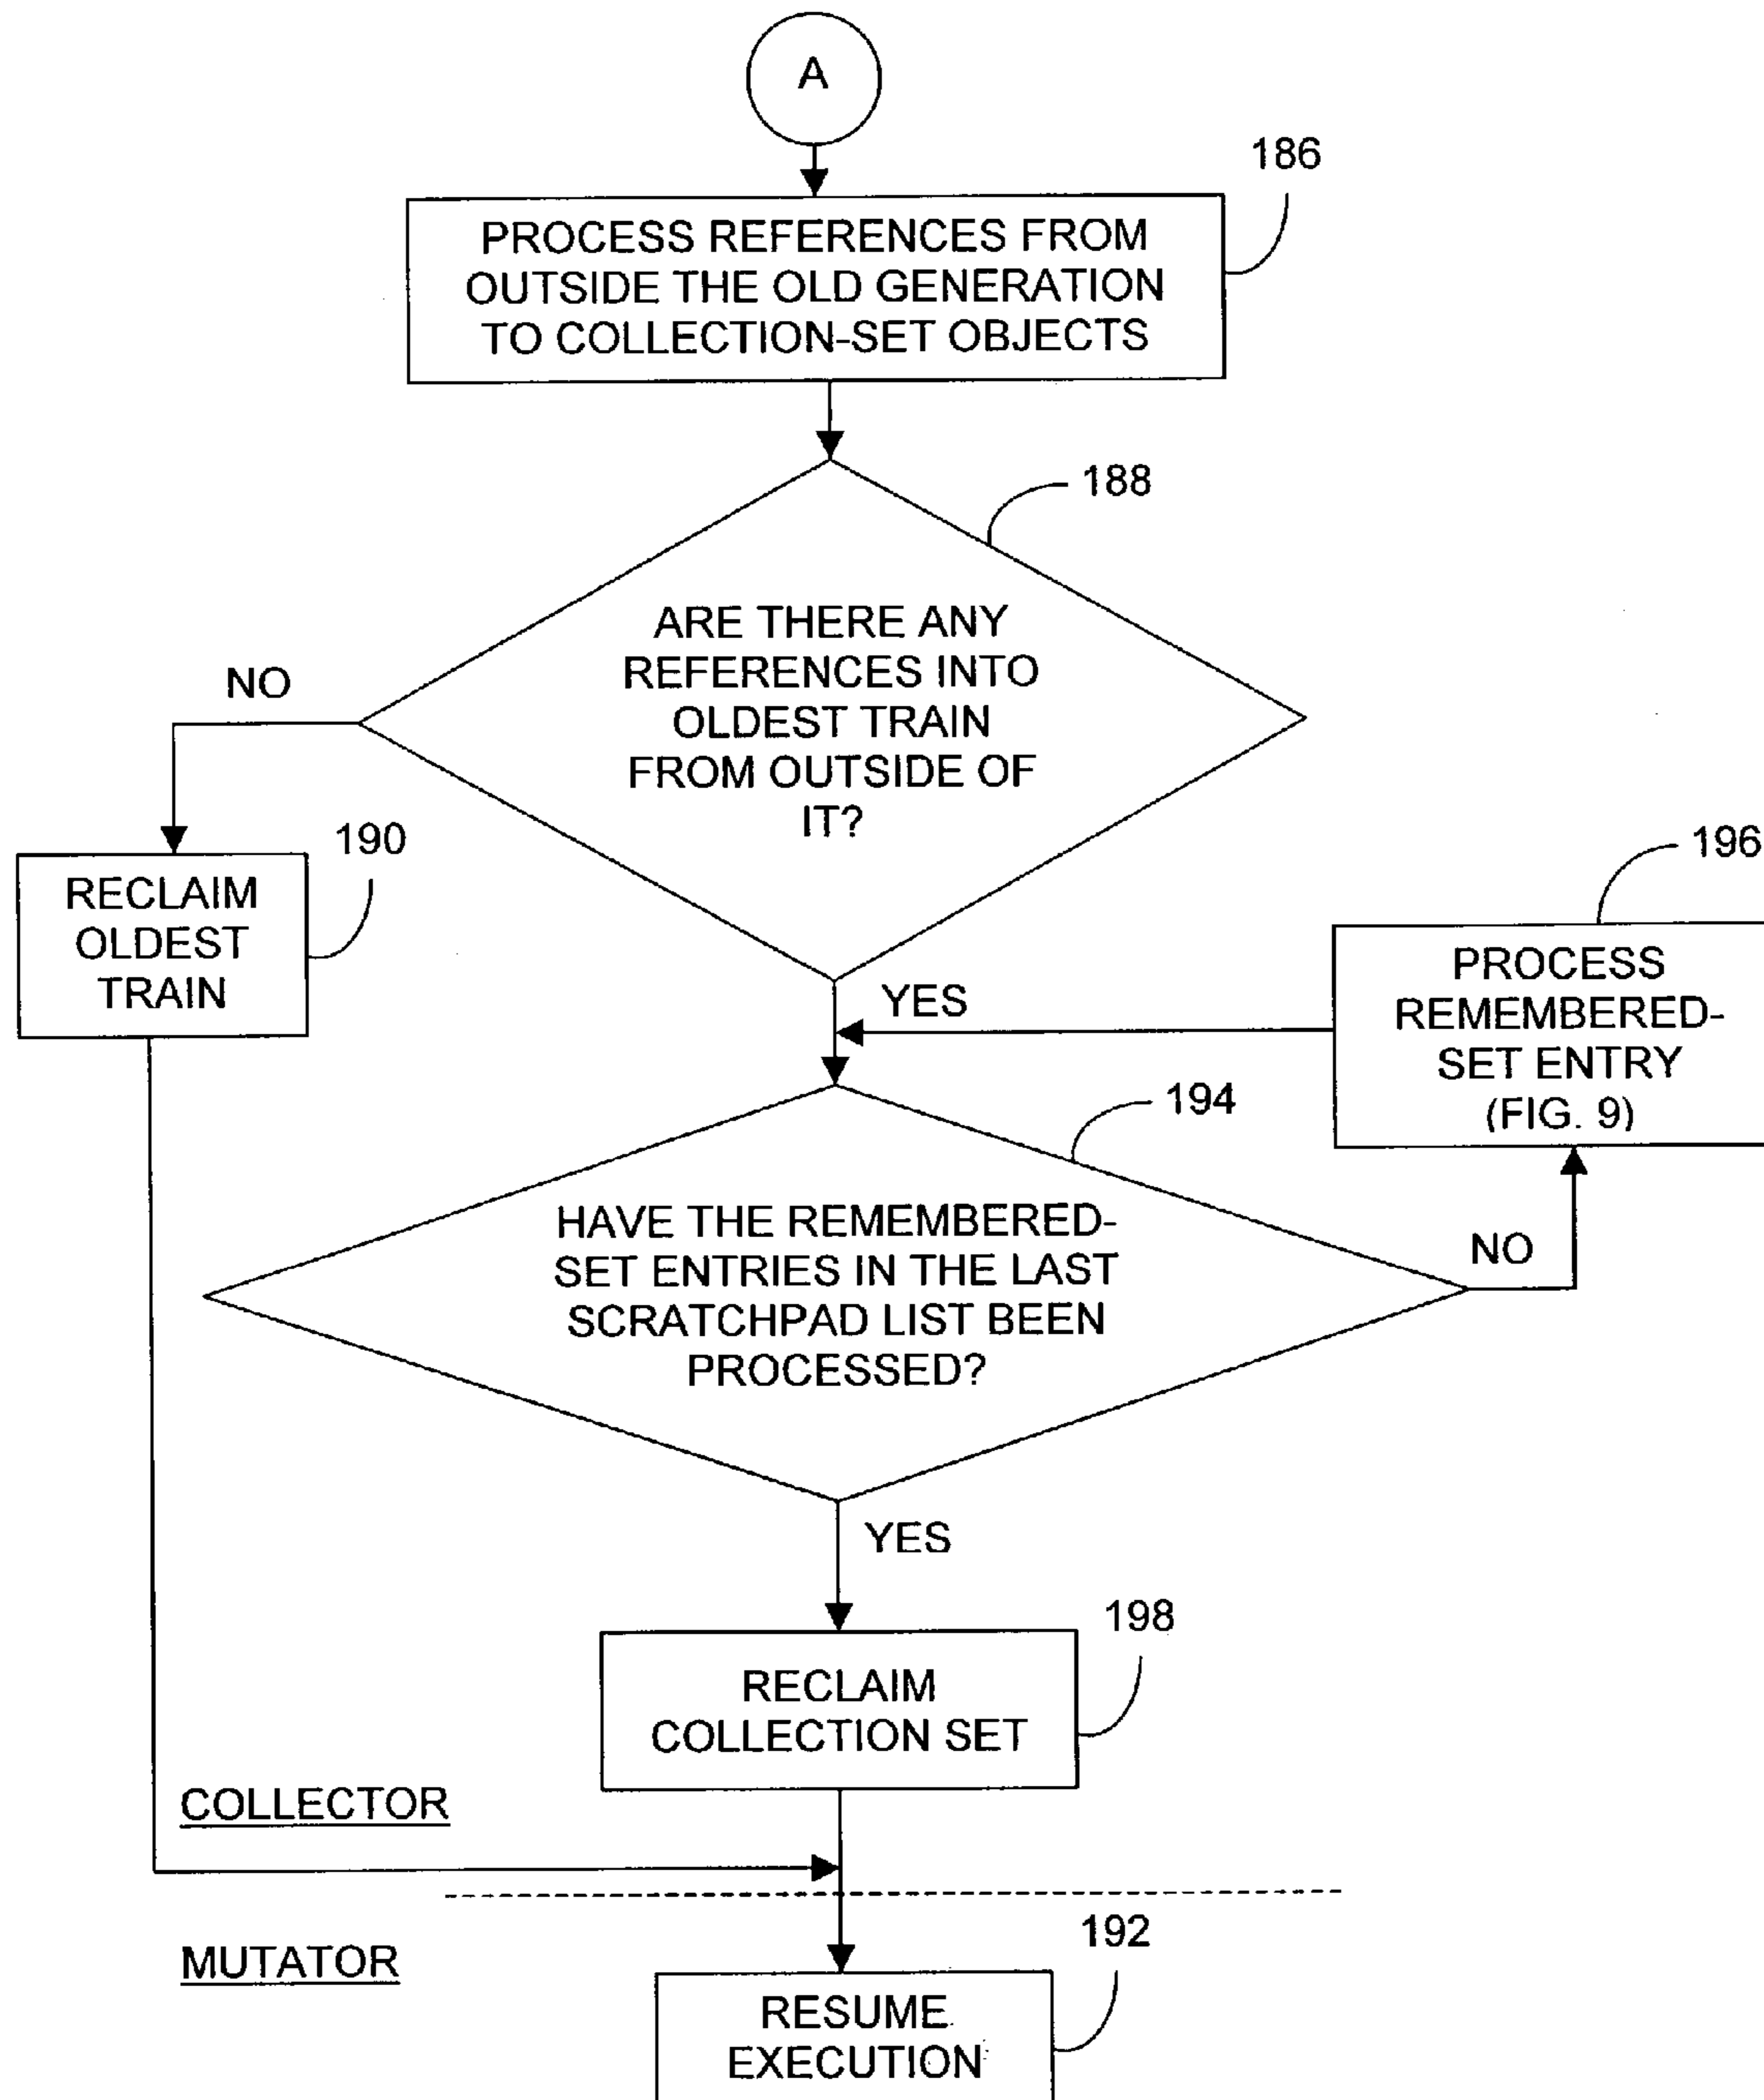 A
186
PROCESS REFERENCES FROM
OUTSIDE THE OLD GENERATION
TO COLLECTION-SET OBJECTS
188
ARE THERE ANY
REFERENCES INTO
OLDEST TRAIN
FROM OUTSIDE OF
IT?
NO
190
RECLAIM
OLDEST
TRAIN
YES
196
PROCESS
REMEMBERED-
SET ENTRY
(FIG. 9)
194
HAVE THE REMEMBERED-
SET ENTRIES IN THE LAST
SCRATCHPAD LIST BEEN
PROCESSED?
NO
YES
198
RECLAIM
COLLECTION SET
COLLECTOR
MUTATOR
192
RESUME
EXECUTION